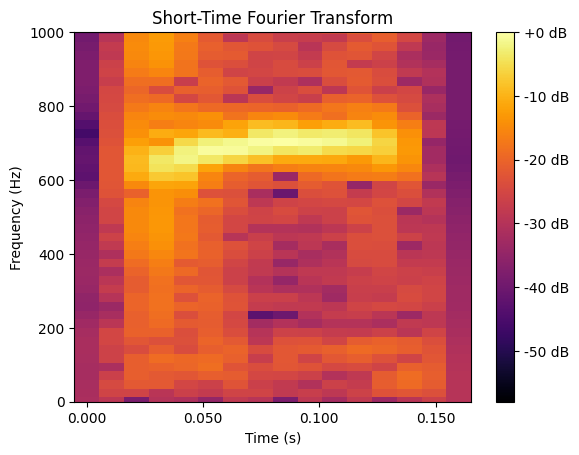 Short-Time Fourier Transform
1000
800
600
400
200
0
Frequency (Hz)
0.000
0.050
0.100
0.150
Time (s)
+0 dB
-10 dB
-20 dB
-30 dB
-40 dB
-50 dB